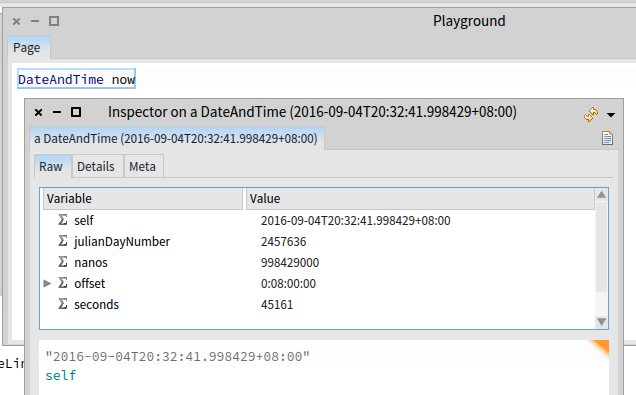 Playground
Page
DateAndTime now
Inspector on a DateAndTime (2016-09-04T20:32:41.998429+08:00)
a DateAndTime (2016-09-04T20:32:41.998429+08:00)
Raw Details Meta
Variable Value
Σ self 2016-09-04T20:32:41.998429+08:00
Σ julianDayNumber 2457636
Σ nanos 998429000
Σ offset 0:08:00:00
Σ seconds 45161
"2016-09-04T20:32:41.998429+08:00"
eLin
self